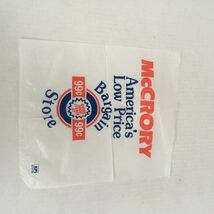 McCRORY
America's
Low Price
Bargain
99¢
99¢
Store